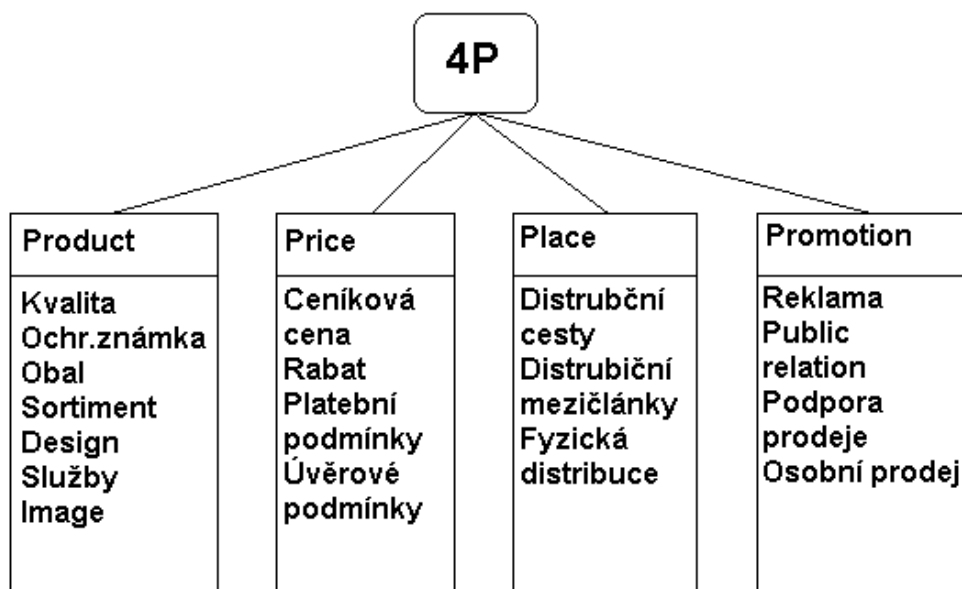 4P
Product
Kvalita
Ochr.známka
Obal
Sortiment
Design
Služby
Image
Price
Ceníková
cena
Rabat
Platební
podmínky
Úvěrové
podmínky
Place
Distrubční
cesty
Distrubiční
mezičlánky
Fyzická
distribuce
Promotion
Reklama
Public
relation
Podpora
prodeje
Osobní prodej